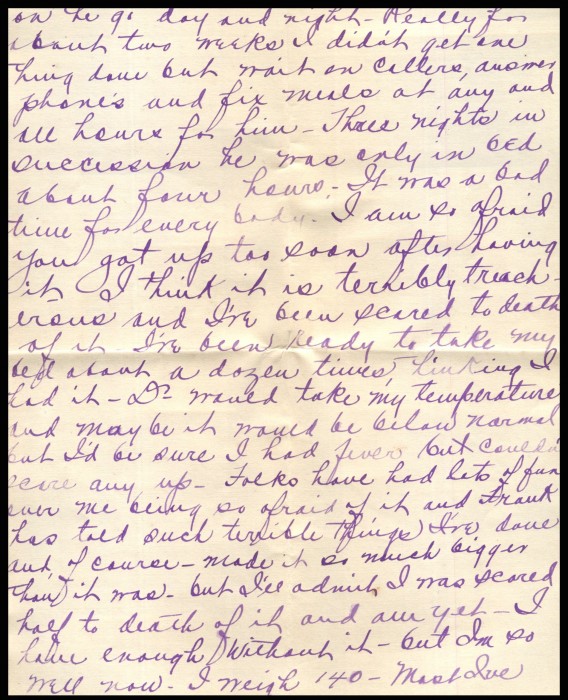 on he go day and night - Really for
about two weeks I didn't get one
thing done but wait on callers, answer
phone's and fix meals at any and
all hours for him - Three nights in
succession he was only in bed
about four hours. - It was a bad
time for every body. I am so afraid
you got up too soon after having
it. I think it is terribly treach-
erous and I've been scared to death
of it I've been ready to take my
bed about a dozen times, thinking I
had it - Dr would take my temperature
and may be it would be below normal
but I'd be sure I had fever but couldn't
scare any up - Folks have had lots of fun
over me being so afraid of it and Frank
has told such terrible things I've done
and, of course - made it so much bigger
than it was - but I'll admit I was scared
half to death of it and am yet - I
have enough without it - but I'm so
well now - I weigh 140 - Most I've